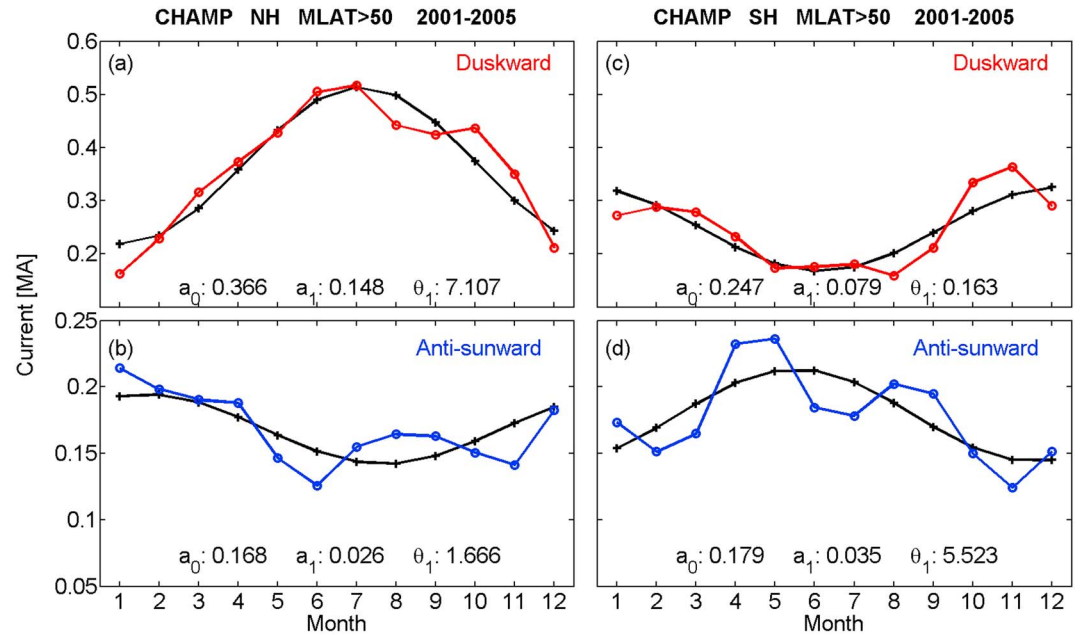 CHAMP NH MLAT>50 2001-2005
CHAMP SH MLAT>50 2001-2005
0.6
0.5
0.4
0.3
0.2
(a)
Duskward
a0: 0.366 a1: 0.148 θ1: 7.107
(c)
Duskward
a0: 0.247 a1: 0.079 θ1: 0.163
Current [MA]
0.25
0.2
0.15
0.1
0.05
(b)
Anti-sunward
a0: 0.168 a1: 0.026 θ1: 1.666
1 2 3 4 5 6 7 8 9 10 11 12
Month
(d)
Anti-sunward
a0: 0.179 a1: 0.035 θ1: 5.523
1 2 3 4 5 6 7 8 9 10 11 12
Month